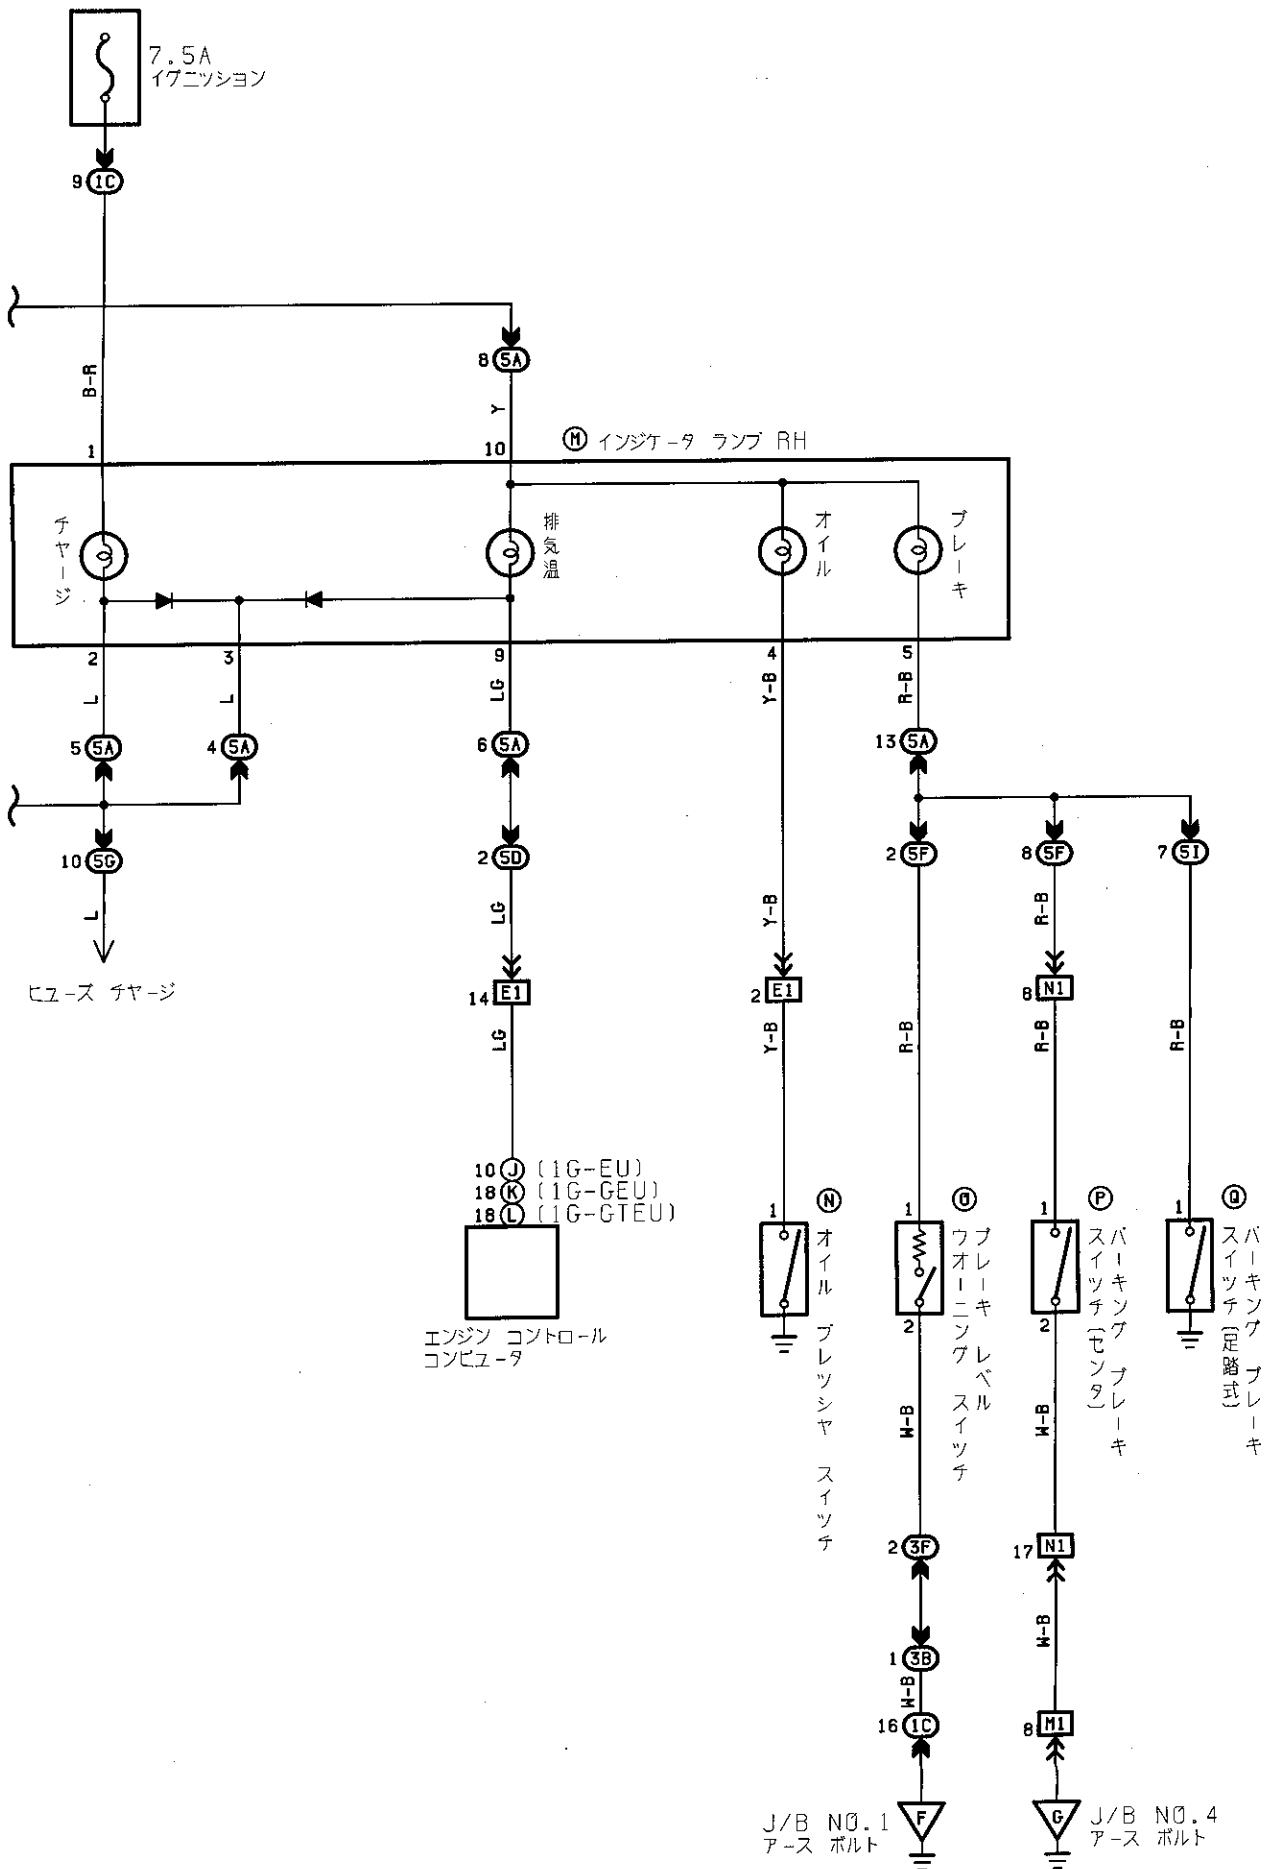 7.5A
イグニッション
9 1C
B-R
8 5A
Y
Ⓜ インジケータ ランプ RH
1
10
チャージ
排気温
オイル
ブレーキ
2
3
9
4
5
L
L
LG
Y-B
R-B
5 5A
4 5A
6 5A
13 5A
10 5G
2 5D
2 5F
8 5F
7 5I
L
LG
Y-B
R-B
ヒューズ チャージ
14 E1
2 E1
8 N1
LG
Y-B
R-B
R-B
R-B
10 J (1G-EU)
18 K (1G-GEU)
18 L (1G-GTEU)
エンジン コントロール
コンピュータ
1
N
オイル プレッシャ スイッチ
1
O
ブレーキ レベル
ウオーニング スイッチ
2
1
P
パーキング ブレーキ
スイッチ(センタ)
2
1
Q
パーキング ブレーキ
スイッチ(足踏式)
W-B
W-B
2 3F
17 N1
W-B
1 3B
W-B
16 1C
8 M1
J/B NO.1
アース ボルト
F
G
J/B NO.4
アース ボルト